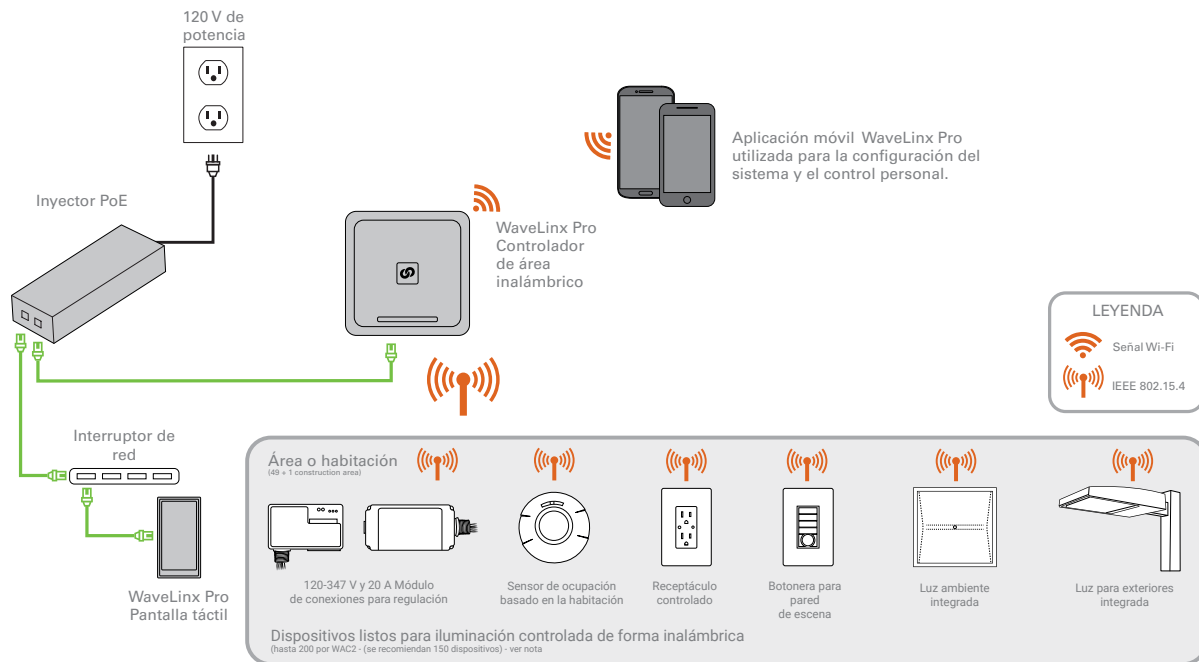 120 V de
potencia
Inyector PoE
WaveLinx Pro
Controlador
de área
inalámbrico
Aplicación móvil WaveLinx Pro
utilizada para la configuración del
sistema y el control personal.
LEYENDA
Señal Wi-Fi
IEEE 802.15.4
Interruptor de
red
WaveLinx Pro
Pantalla táctil
Área o habitación
(49 + 1 construction area)
120-347 V y 20 A Módulo
de conexiones para regulación
Sensor de ocupación
basado en la habitación
Receptáculo
controlado
Botonera para
pared
de escena
Luz ambiente
integrada
Luz para exteriores
integrada
Dispositivos listos para iluminación controlada de forma inalámbrica
(hasta 200 por WAC2 - (se recomiendan 150 dispositivos) - ver nota